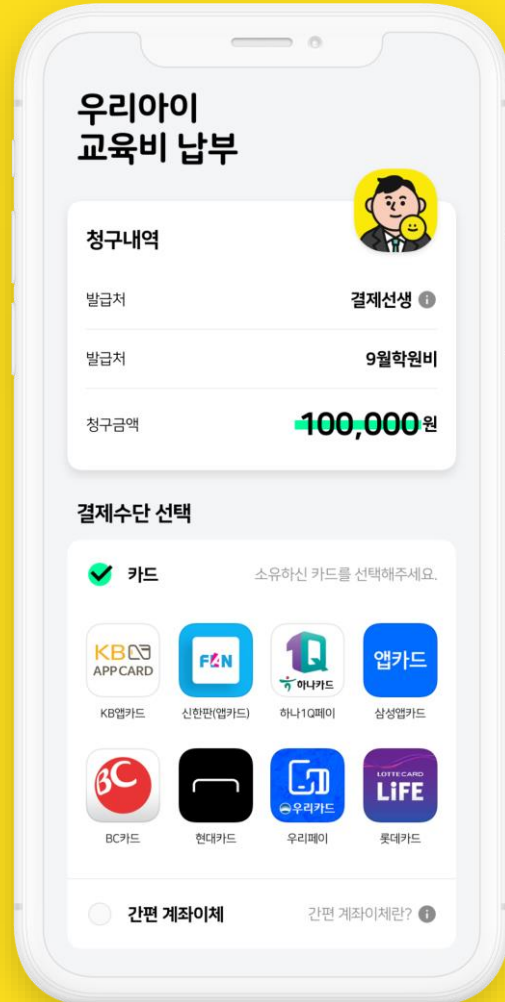 우리아이
교육비 납부
청구내역
발급처 결제선생 i
발급처 9월학원비
청구금액 100,000원
결제수단 선택
카드 소유하신 카드를 선택해주세요.
KB
APP CARD
KB앱카드
FAN
신한판(앱카드)
1Q
하나카드
하나1Q페이
앱카드
삼성앱카드
BC
BC카드
현대카드
우리카드
우리페이
LOTTE CARD
LiFE
롯데카드
간편 계좌이체 간편 계좌이체란? i